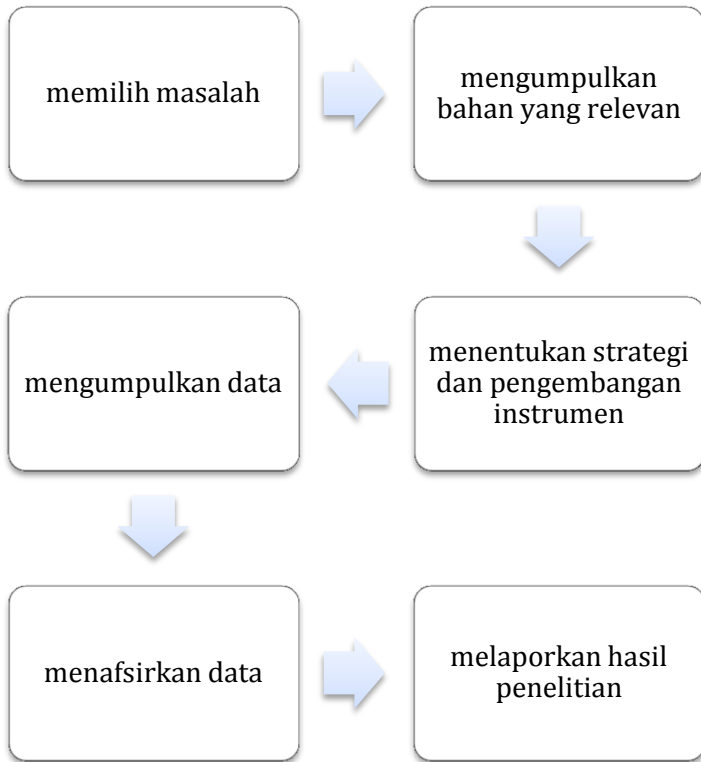 memilih masalah
mengumpulkan
bahan yang relevan
menentukan strategi
dan pengembangan
instrumen
mengumpulkan data
menafsirkan data
melaporkan hasil
penelitian